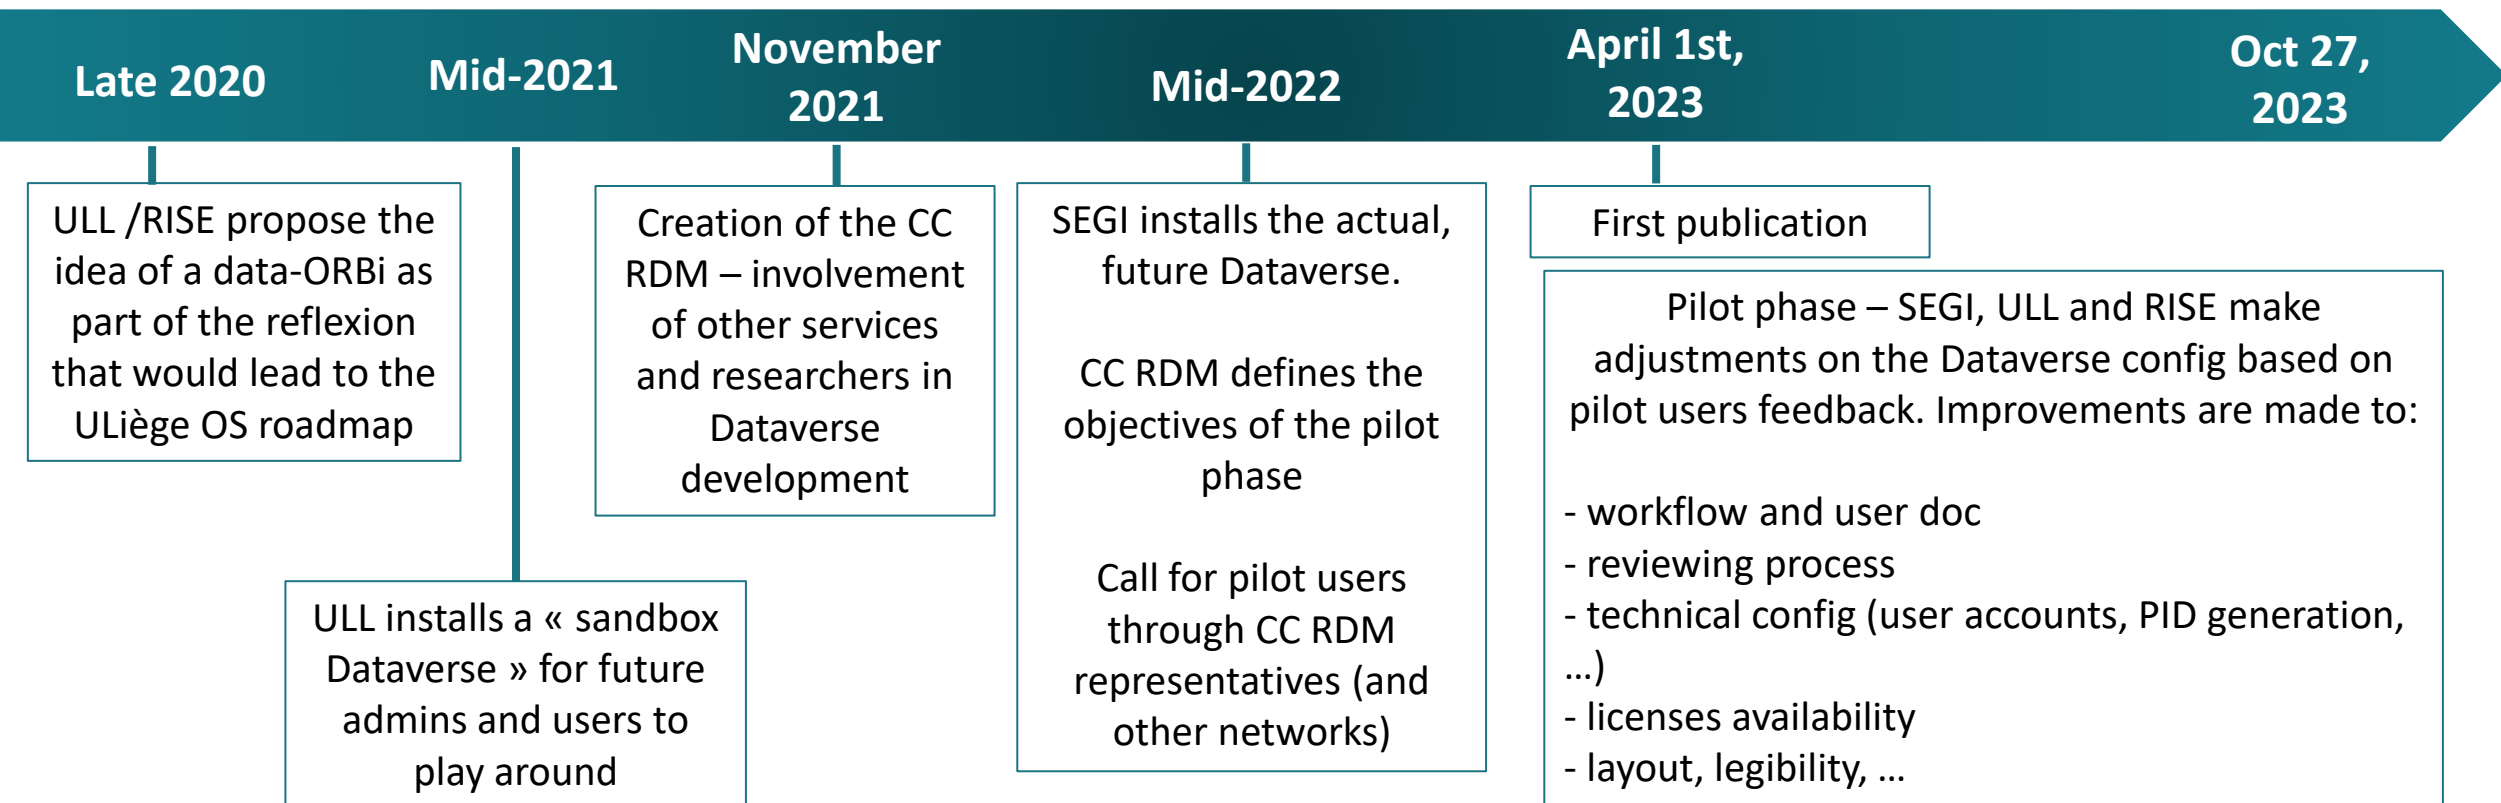 Late 2020
Mid-2021
November
2021
Mid-2022
April 1st,
2023
Oct 27,
2023
ULL /RISE propose the
idea of a data-ORBi as
part of the reflexion
that would lead to the
ULiège OS roadmap
ULL installs a « sandbox
Dataverse » for future
admins and users to
play around
Creation of the CC
RDM – involvement
of other services
and researchers in
Dataverse
development
SEGI installs the actual,
future Dataverse.
CC RDM defines the
objectives of the pilot
phase
Call for pilot users
through CC RDM
representatives (and
other networks)
First publication
Pilot phase – SEGI, ULL and RISE make
adjustments on the Dataverse config based on
pilot users feedback. Improvements are made to:
- workflow and user doc
- reviewing process
- technical config (user accounts, PID generation,
…)
- licenses availability
- layout, legibility, …